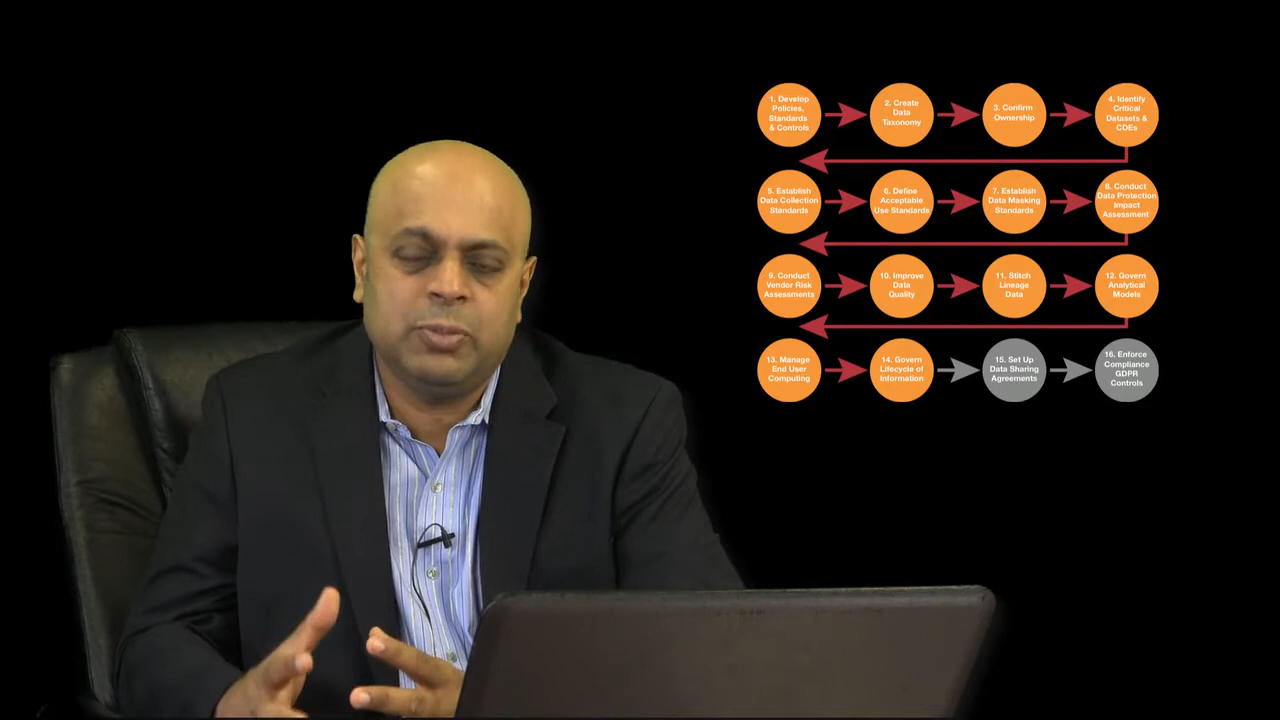 1. Develop
Policies,
Standards
& Controls
2. Create
Data
Taxonomy
3. Confirm
Ownership
4. Identify
Critical
Datasets &
CDEs
5. Establish
Data Collection
Standards
6. Define
Acceptable
Use Standards
7. Establish
Data Masking
Standards
8. Conduct
Data Protection
Impact
Assessment
9. Conduct
Vendor Risk
Assessments
10. Improve
Data
Quality
11. Stitch
Lineage
Data
12. Govern
Analytical
Models
13. Manage
End User
Computing
14. Govern
Lifecycle of
Information
15. Set Up
Data Sharing
Agreements
16. Enforce
Compliance
GDPR
Controls